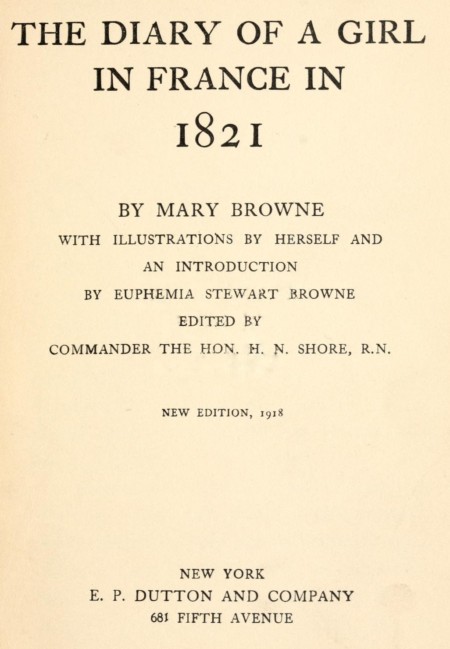 THE DIARY OF A GIRL
IN FRANCE IN
1821
BY MARY BROWNE
WITH ILLUSTRATIONS BY HERSELF AND
AN INTRODUCTION
BY EUPHEMIA STEWART BROWNE
EDITED BY
COMMANDER THE HON. H. N. SHORE, R.N.
NEW EDITION, 1918
NEW YORK
E. P. DUTTON AND COMPANY
681 FIFTH AVENUE